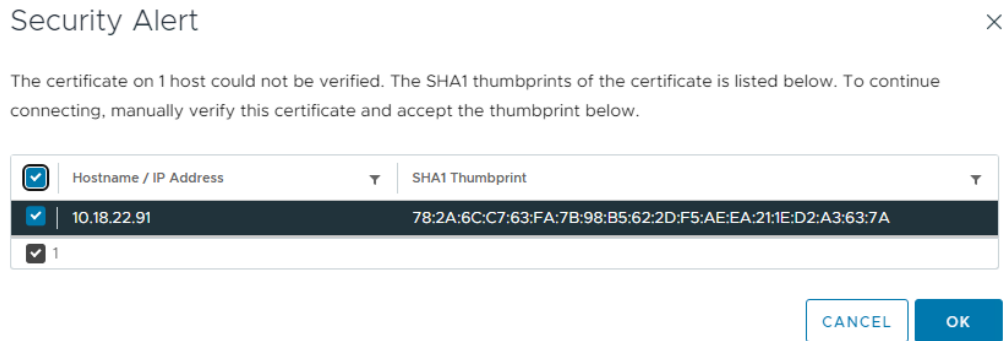 Security Alert
The certificate on 1 host could not be verified. The SHA1 thumbprints of the certificate is listed below. To continue
connecting, manually verify this certificate and accept the thumbprint below.
Hostname / IP Address SHA1 Thumbprint
10.18.22.91 78:2A:6C:C7:63:FA:7B:98:B5:62:2D:F5:AE:EA:21:1E:D2:A3:63:7A
1
CANCEL OK